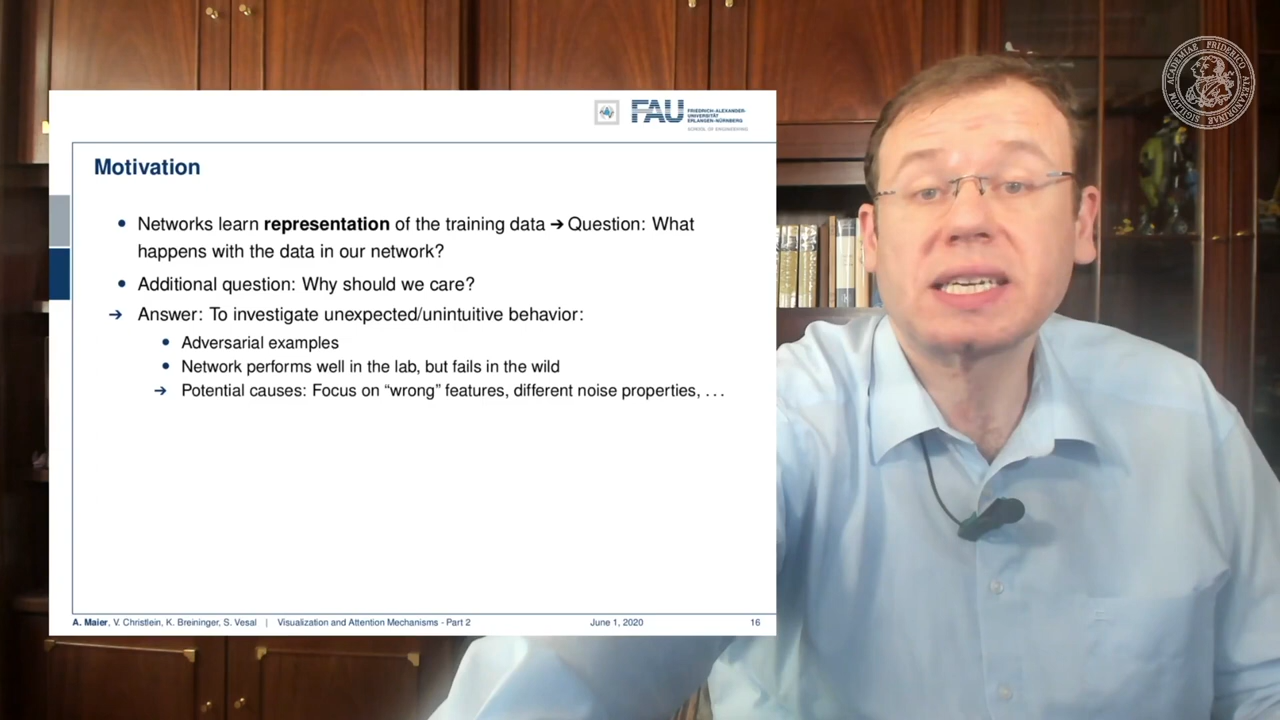 FAU FRIEDRICH-ALEXANDER-
UNIVERSITÄT
ERLANGEN-NÜRNBERG
SCHOOL OF ENGINEERING
Motivation
• Networks learn representation of the training data ➔ Question: What
happens with the data in our network?
• Additional question: Why should we care?
➔ Answer: To investigate unexpected/unintuitive behavior:
• Adversarial examples
• Network performs well in the lab, but fails in the wild
➔ Potential causes: Focus on “wrong” features, different noise properties, . . .
A. Maier, V. Christlein, K. Breininger, S. Vesal | Visualization and Attention Mechanisms - Part 2 June 1, 2020 16